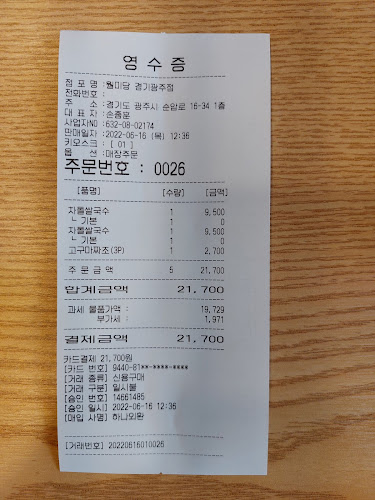 영 수 증
점 포 명 :월미당 경기광주점
전화번호 :
주 소 :경기도 광주시 순암로 16-34 1층
대 표 자 :손종훈
사업자NO :632-08-02174
판매일자 :2022-06-16 (목) 12:36
키오스크 : [ 01 ]
옵 션 :매장주문
주문번호 : 0026
[품명] [수량] [금액]
차돌쌀국수 1 9,500
┗ 기본 1 0
차돌쌀국수 1 9,500
┗ 기본 1 0
고구마짜조(3P) 1 2,700
주 문 금 액 5 21,700
합계금액 21,700
과세 물품가액 : 19,729
부가세 : 1,971
결제금액 21,700
카드결제 21,700원
[카드 번호] 9440-81**-****-****
[거래 종류] 신용구매
[거래 구분] 일시불
[승인 번호] 14661485
[승인 일시] 2022-06-16 12:36
[매입 사명] 하나외환
[거래번호] 20220616010026